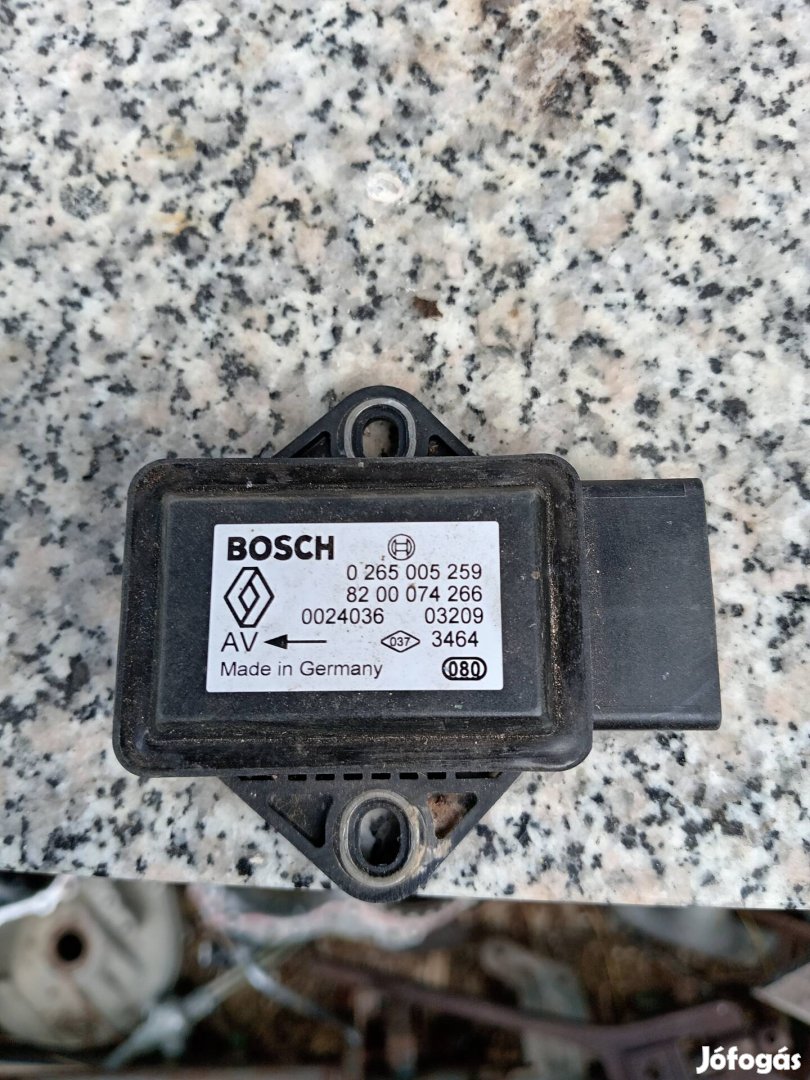 BOSCH
0 265 005 259
82 00 074 266
0024036 03209
AV 037 3464
Made in Germany 080
Jófogás